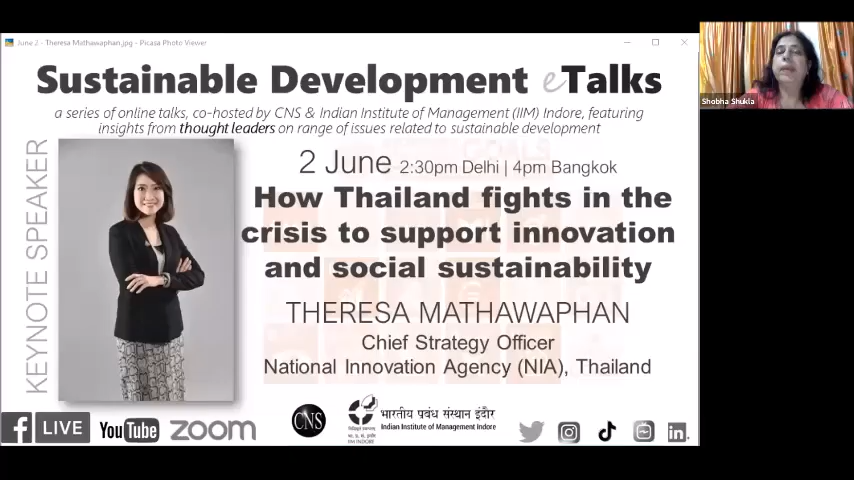 June 2 - Theresa Mathawaphan.jpg - Picasa Photo Viewer
Sustainable Development eTalks
a series of online talks, co-hosted by CNS & Indian Institute of Management (IIM) Indore, featuring
insights from thought leaders on range of issues related to sustainable development
KEYNOTE SPEAKER
2 June 2:30pm Delhi | 4pm Bangkok
How Thailand fights in the
crisis to support innovation
and social sustainability
THERESA MATHAWAPHAN
Chief Strategy Officer
National Innovation Agency (NIA), Thailand
f LIVE
YouTube
zoom
CNS
भारतीय प्रबंध संस्थान इंदौर
Indian Institute of Management Indore
IIM INDORE
in
Shobha Shukla